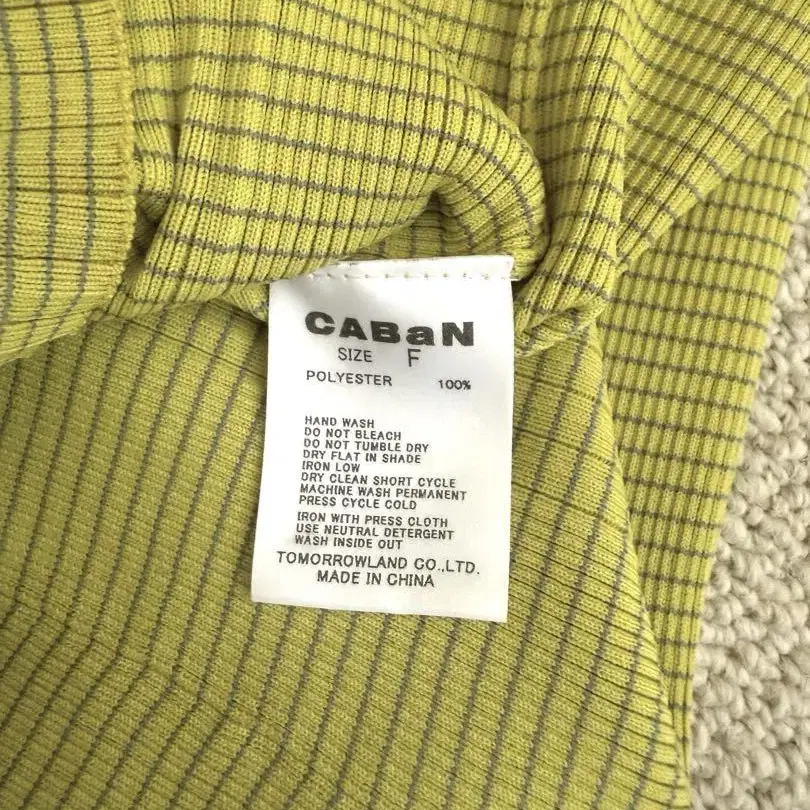 CABaN
SIZE F
POLYESTER 100%
HAND WASH
DO NOT BLEACH
DO NOT TUMBLE DRY
DRY FLAT IN SHADE
IRON LOW
DRY CLEAN SHORT CYCLE
MACHINE WASH PERMANENT
PRESS CYCLE COLD
IRON WITH PRESS CLOTH
USE NEUTRAL DETERGENT
WASH INSIDE OUT
TOMORROWLAND CO.,LTD.
MADE IN CHINA